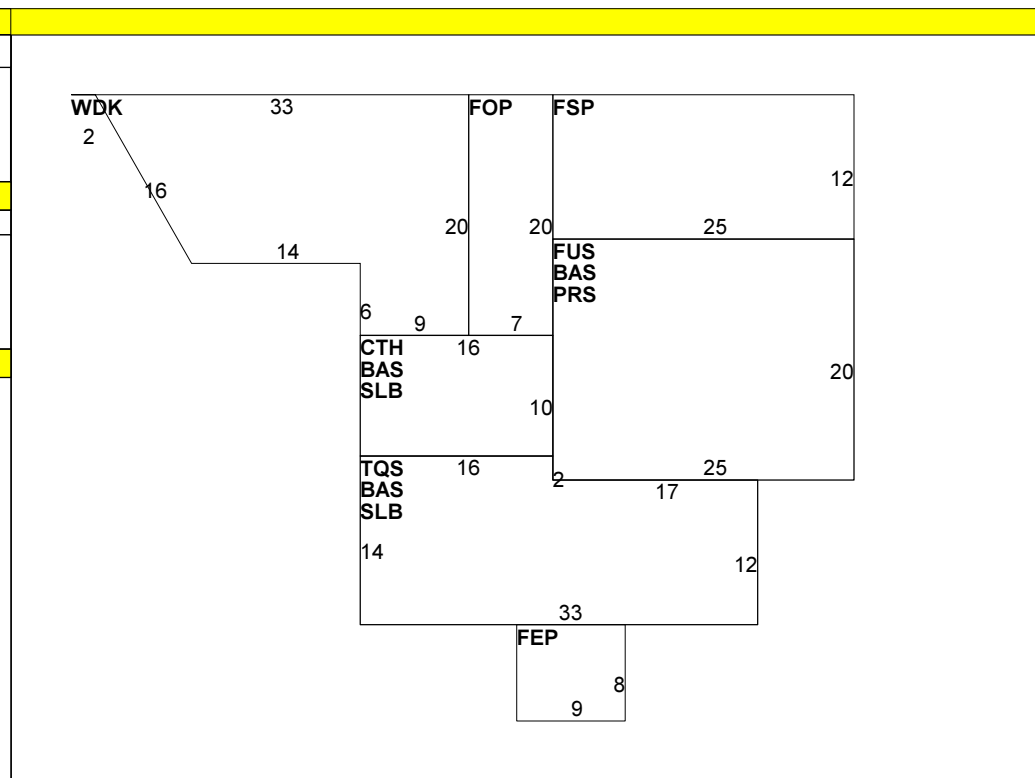 WDK 33 FOP FSP
2
16 12
20 20 25
14 FUS
BAS
PRS
6 9 7
CTH 16
BAS
SLB
20
10
TQS 16 25
BAS 2 17
SLB
14 12
33
FEP
8
9